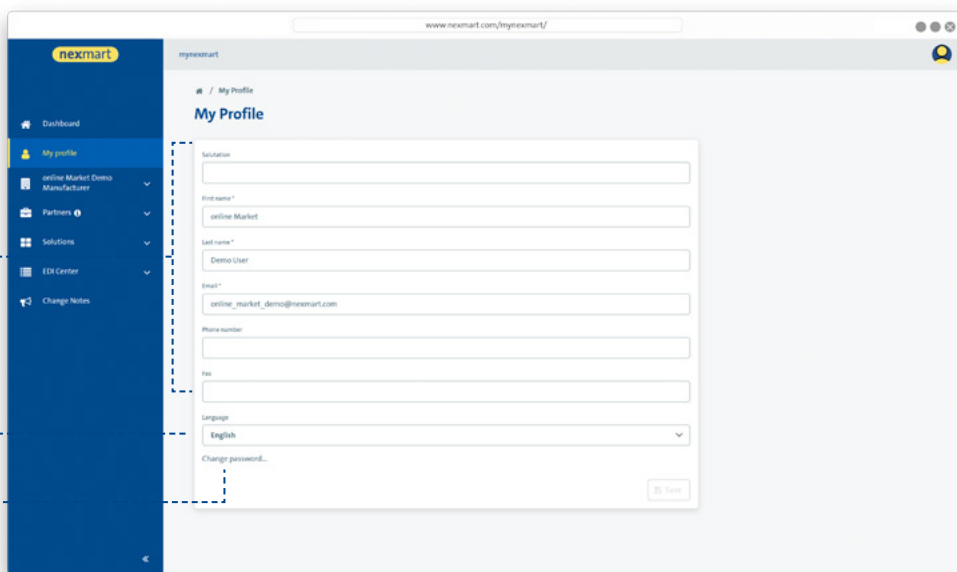 www.nexmart.com/mynexmart/
nexmart
mynexmart
/ My Profile
My Profile
Dashboard
My profile
online Market Demo
Manufacturer
Partners
Solutions
EDI Center
Change Notes
Salutation
First name *
online Market
Last name *
Demo User
Email *
online_market_demo@nexmart.com
Phone number
Fax
Language
English
Change password...
Save